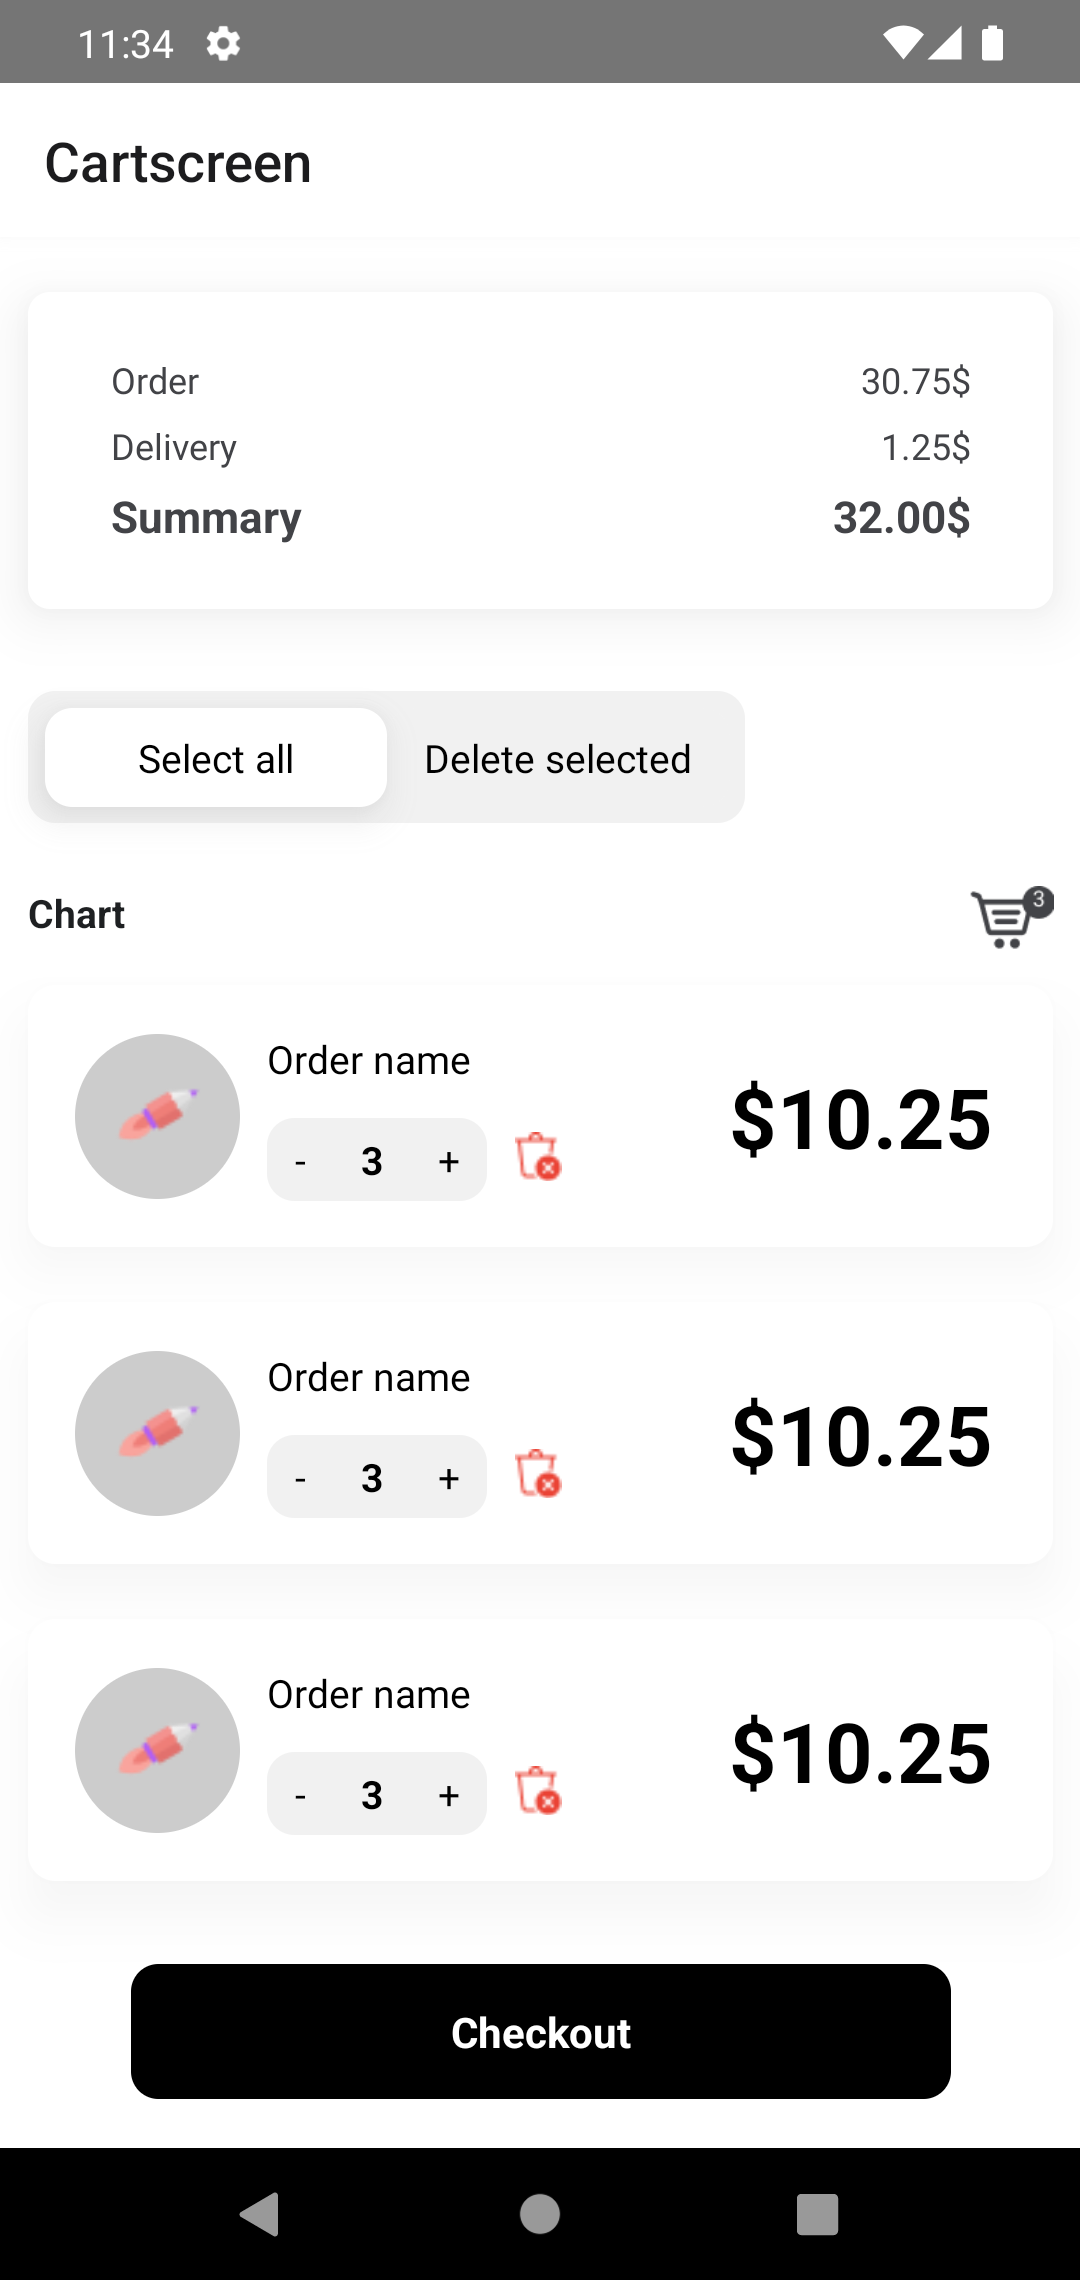 11:34
Cartscreen
Order 30.75$
Delivery 1.25$
Summary 32.00$
Select all Delete selected
Chart 3
Order name
- 3 + $10.25
Order name
- 3 + $10.25
Order name
- 3 + $10.25
Checkout